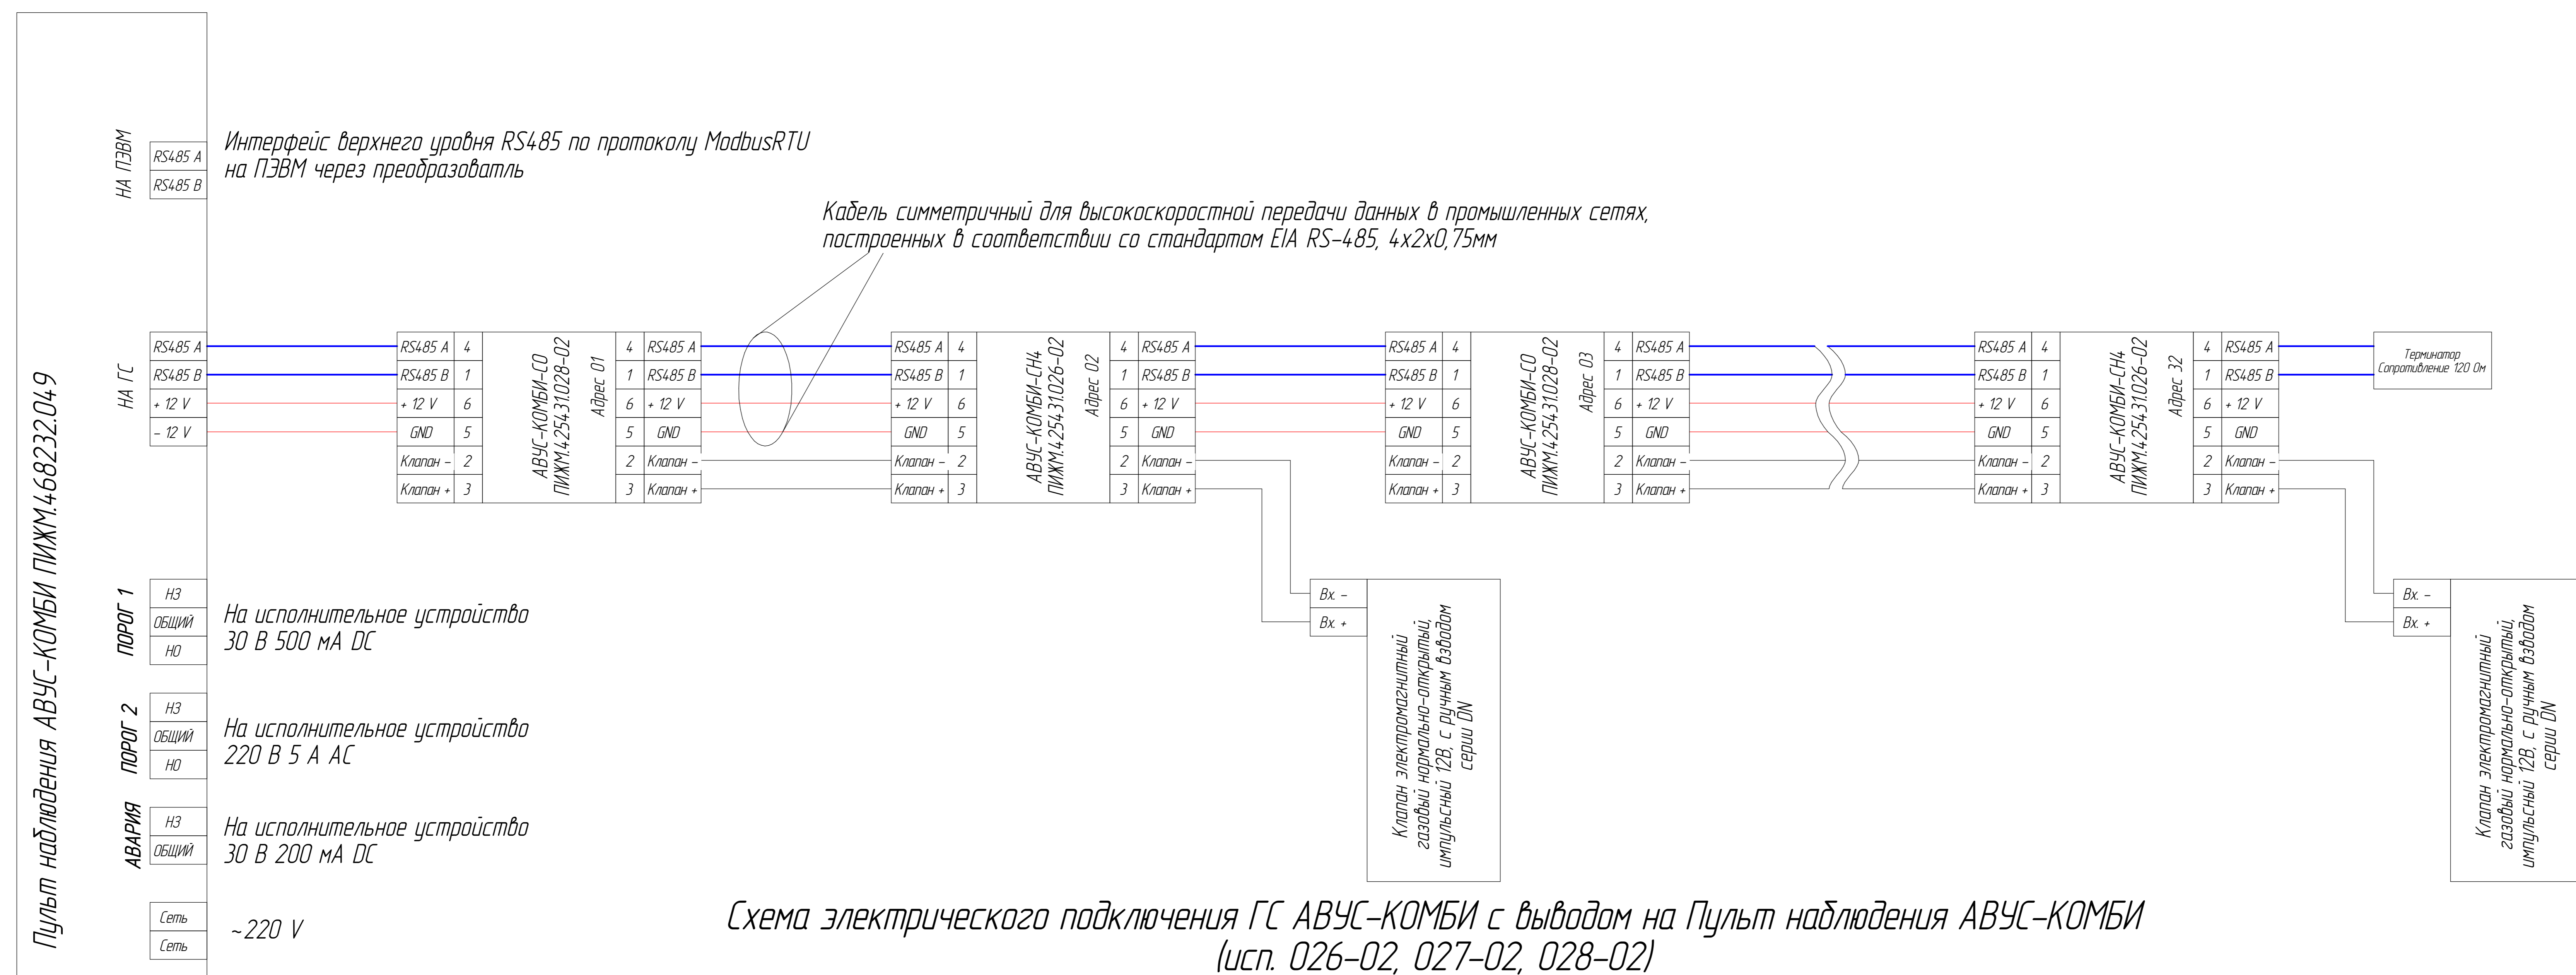 Пульт наблюдения АВУС-КОМБИ ПИЖМ.468232.049
НА ПЭВМ
RS485 A
RS485 B
Интерфейс верхнего уровня RS485 по протоколу ModbusRTU
на ПЭВМ через преобразоватль
Кабель симметричный для высокоскоростной передачи данных в промышленных сетях,
построенных в соответствии со стандартом EIA RS-485, 4х2х0,75мм
НА ГС
RS485 A
RS485 B
+ 12 V
- 12 V
RS485 A 4
RS485 B 1
+ 12 V 6
GND 5
Клапан - 2
Клапан + 3
АВУС-КОМБИ-СО
ПИЖМ.425431.028-02
Адрес 01
4 RS485 A
1 RS485 B
6 + 12 V
5 GND
2 Клапан -
3 Клапан +
RS485 A 4
RS485 B 1
+ 12 V 6
GND 5
Клапан - 2
Клапан + 3
АВУС-КОМБИ-СН4
ПИЖМ.425431.026-02
Адрес 02
4 RS485 A
1 RS485 B
6 + 12 V
5 GND
2 Клапан -
3 Клапан +
RS485 A 4
RS485 B 1
+ 12 V 6
GND 5
Клапан - 2
Клапан + 3
АВУС-КОМБИ-СО
ПИЖМ.425431.028-02
Адрес 03
4 RS485 A
1 RS485 B
6 + 12 V
5 GND
2 Клапан -
3 Клапан +
RS485 A 4
RS485 B 1
+ 12 V 6
GND 5
Клапан - 2
Клапан + 3
АВУС-КОМБИ-СН4
ПИЖМ.425431.026-02
Адрес 32
4 RS485 A
1 RS485 B
6 + 12 V
5 GND
2 Клапан -
3 Клапан +
Терминатор
Сопротивление 120 Ом
ПОРОГ 1
НЗ
ОБЩИЙ
НО
На исполнительное устройство
30 В 500 мА DC
ПОРОГ 2
НЗ
ОБЩИЙ
НО
На исполнительное устройство
220 В 5 А АС
АВАРИЯ
НЗ
ОБЩИЙ
На исполнительное устройство
30 В 200 мА DC
Сеть
Сеть
~220 V
Вх. -
Вх. +
Клапан электромагнитный
газовый нормально-открытый,
импульсный 12В, с ручным взводом
серии DN
Вх. -
Вх. +
Клапан электромагнитный
газовый нормально-открытый,
импульсный 12В, с ручным взводом
серии DN
Схема электрического подключения ГС АВУС-КОМБИ с выводом на Пульт наблюдения АВУС-КОМБИ
(исп. 026-02, 027-02, 028-02)